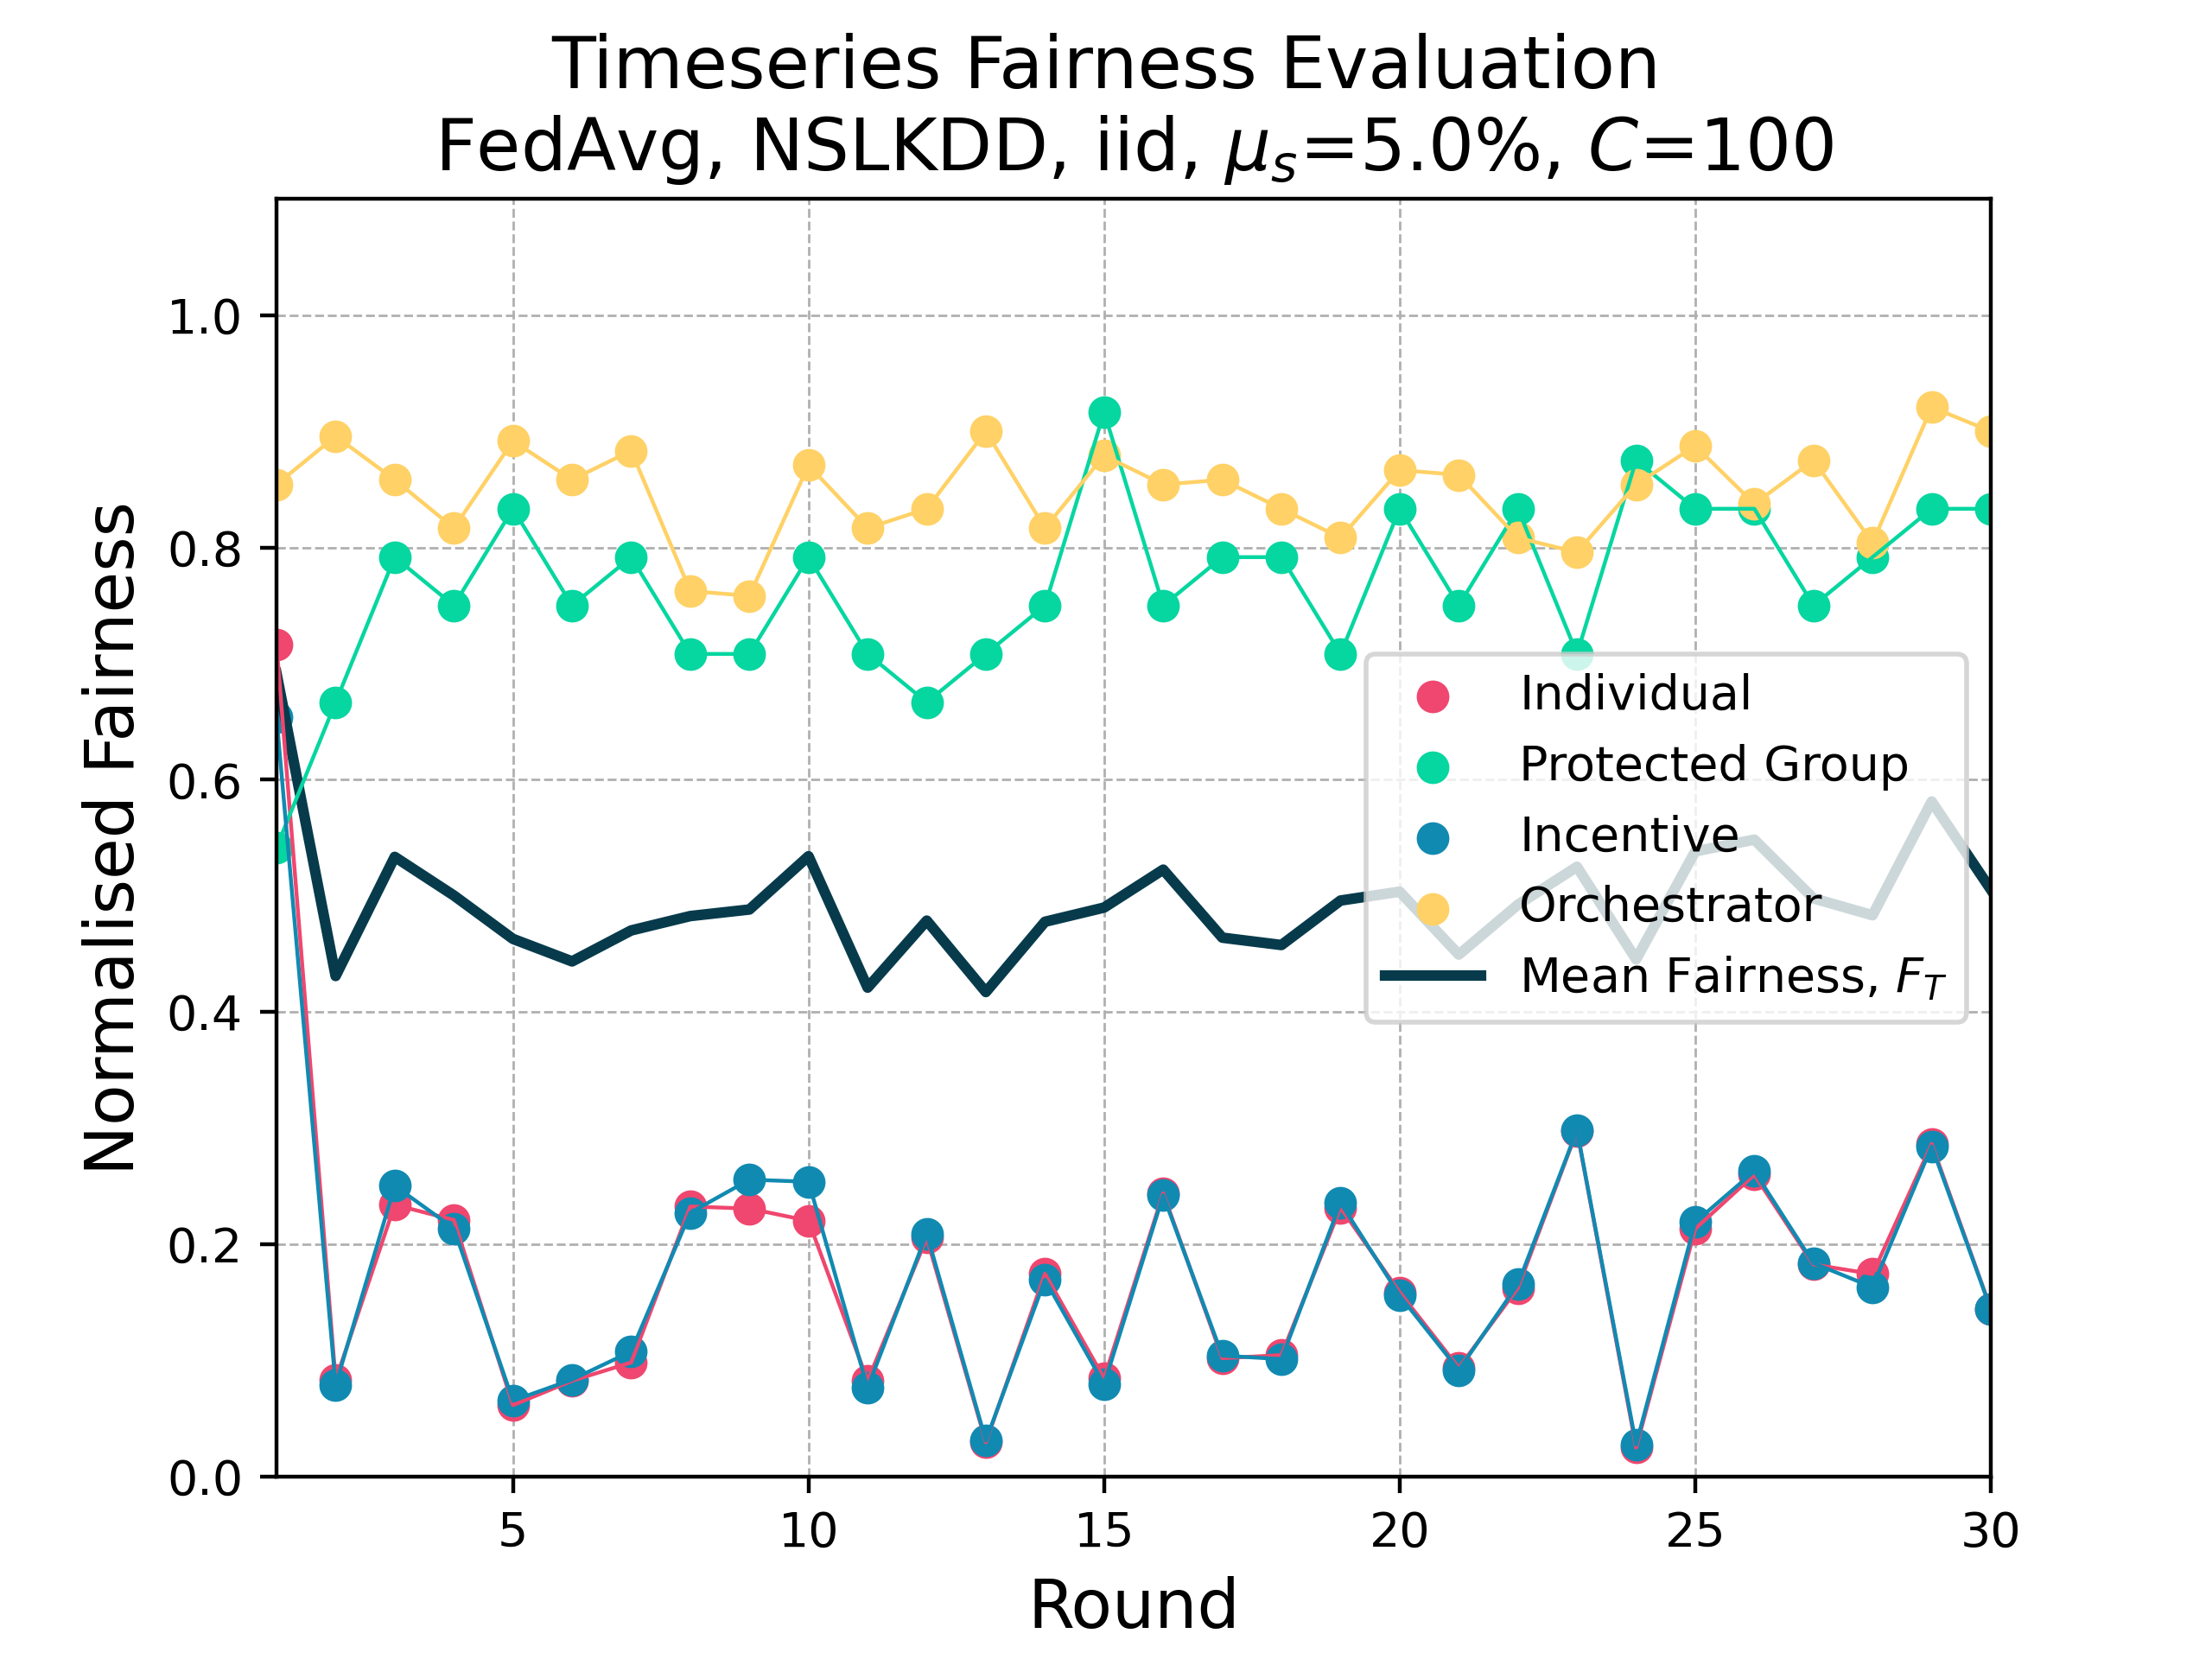 Timeseries Fairness Evaluation
FedAvg, NSLKDD, iid, μₛ=5.0%, C=100
Normalised Fairness
1.0
0.8
0.6
0.4
0.2
0.0
Individual
Protected Group
Incentive
Orchestrator
Mean Fairness, F_T
5 10 15 20 25 30
Round